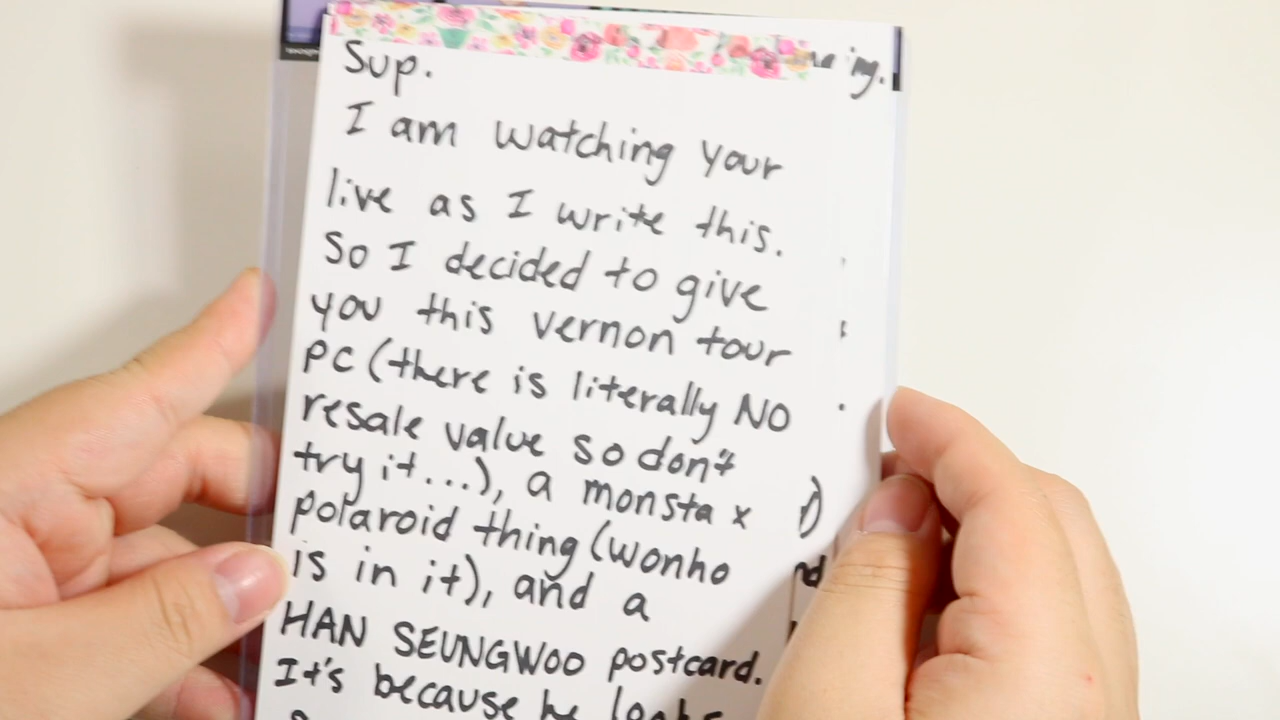 Sup.
I am watching your
live as I write this.
So I decided to give
you this vernon tour
PC (there is literally NO
resale value so don't
try it...), a monsta x
polaroid thing (wonho
is in it), and a
HAN SEUNGWOO postcard.
It's because he looks